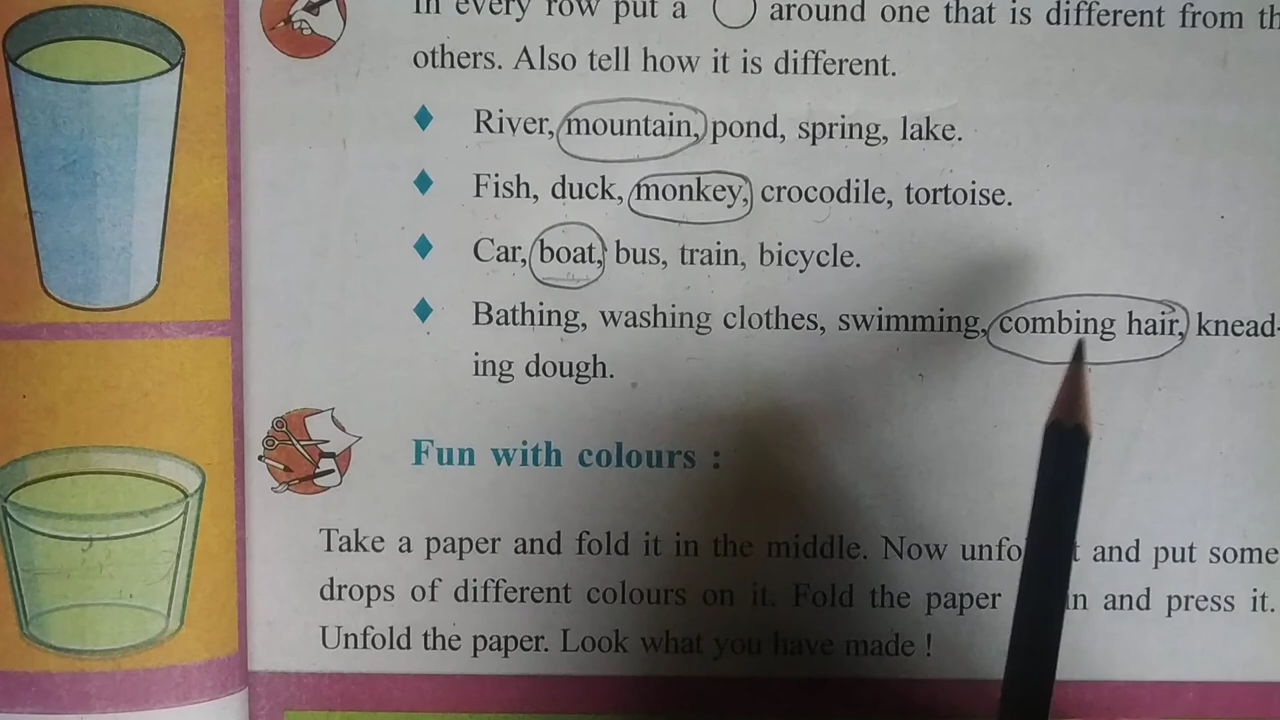 In every row put a around one that is different from th
others. Also tell how it is different.
River, mountain, pond, spring, lake.
Fish, duck, monkey, crocodile, tortoise.
Car, boat, bus, train, bicycle.
Bathing, washing clothes, swimming, combing hair, knead-
ing dough.
Fun with colours :
Take a paper and fold it in the middle. Now and put some
drops of different colours on it. Fold the paper and press it.
Unfold the paper. Look what you have made !